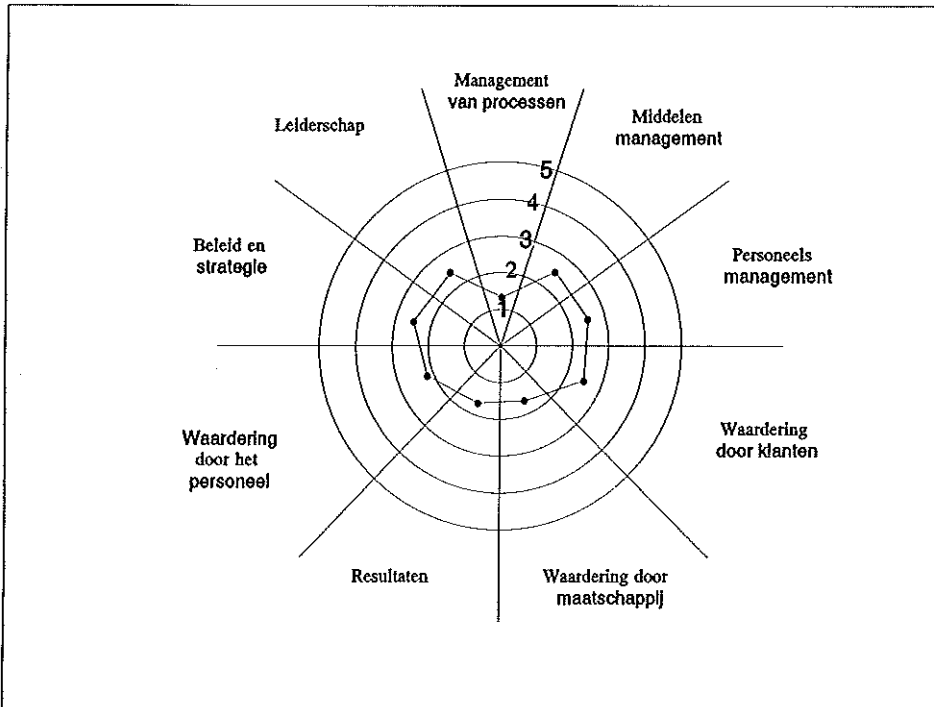 Management
van processen
Leiderschap
Middelen
management
5
4
3
2
1
Beleid en
strategie
Personeels
management
Waardering
door het
personeel
Waardering
door klanten
Resultaten
Waardering door
maatschappij